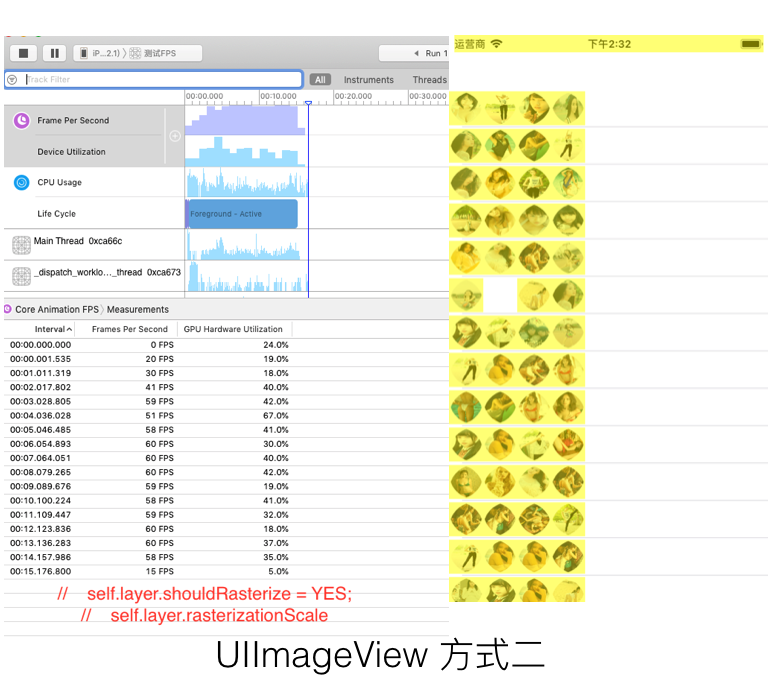 iP...2.1) 〉 测试FPS
Run 1
Track Filter
All Instruments Threads
00:00.000 00:10.000 00:20.000 00:30.000
Frame Per Second
Device Utilization
CPU Usage
Life Cycle
Foreground - Active
Main Thread 0xca66c
_dispatch_worklo..._thread 0xca673
Core Animation FPS 〉 Measurements
Interval Frames Per Second GPU Hardware Utilization
00:00.000.000 0 FPS 24.0%
00:00.001.535 20 FPS 19.0%
00:01.011.319 30 FPS 18.0%
00:02.017.802 41 FPS 40.0%
00:03.028.805 59 FPS 42.0%
00:04.036.028 51 FPS 67.0%
00:05.046.485 58 FPS 41.0%
00:06.054.893 60 FPS 30.0%
00:07.064.051 60 FPS 40.0%
00:08.079.265 60 FPS 42.0%
00:09.089.676 59 FPS 19.0%
00:10.100.224 58 FPS 41.0%
00:11.109.447 59 FPS 32.0%
00:12.123.836 60 FPS 18.0%
00:13.136.283 60 FPS 37.0%
00:14.157.986 58 FPS 35.0%
00:15.176.800 15 FPS 5.0%
// self.layer.shouldRasterize = YES;
// self.layer.rasterizationScale
运营商 下午2:32
UIImageView 方式二